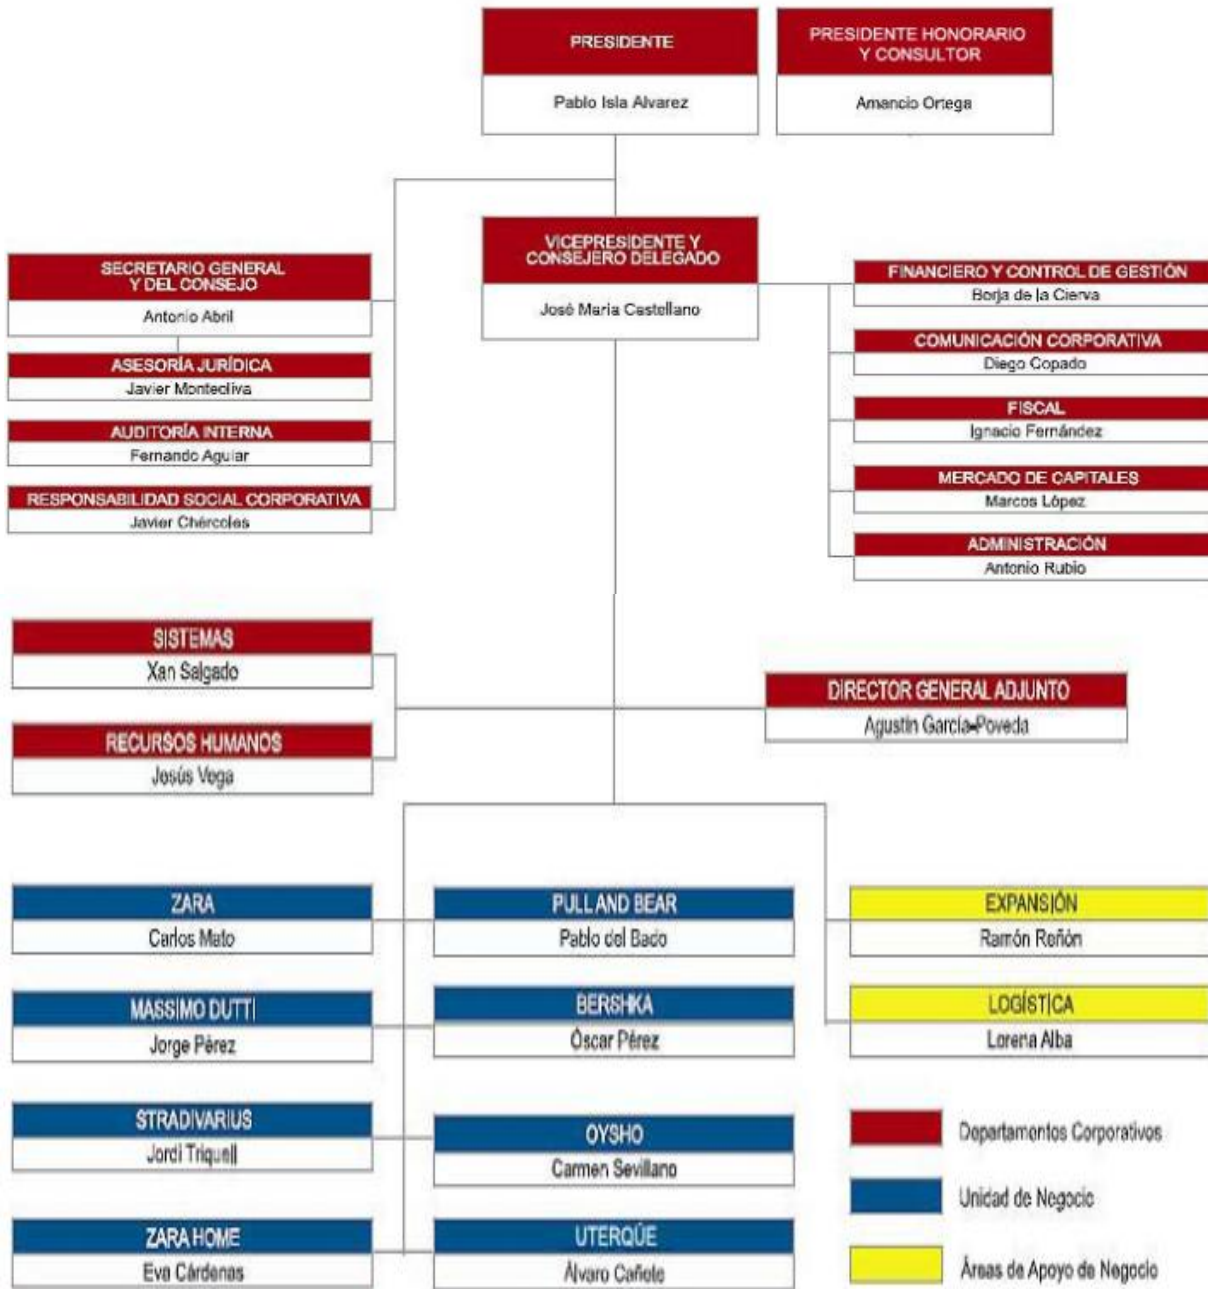 PRESIDENTE
Pablo Isla Alvarez
PRESIDENTE HONORARIO
Y CONSULTOR
Amancio Ortega
VICEPRESIDENTE Y
CONSEJERO DELEGADO
José María Castellano
SECRETARIO GENERAL
Y DEL CONSEJO
Antonio Abril
ASESORÍA JURÍDICA
Javier Monteoliva
AUDITORÍA INTERNA
Fernando Aguiar
RESPONSABILIDAD SOCIAL CORPORATIVA
Javier Chércoles
FINANCIERO Y CONTROL DE GESTIÓN
Borja de la Cierva
COMUNICACIÓN CORPORATIVA
Diego Copado
FISCAL
Ignacio Fernández
MERCADO DE CAPITALES
Marcos López
ADMINISTRACIÓN
Antonio Rubio
SISTEMAS
Xan Salgado
RECURSOS HUMANOS
Jesús Vega
DIRECTOR GENERAL ADJUNTO
Agustín García-Poveda
ZARA
Carlos Mato
PULL AND BEAR
Pablo del Bado
EXPANSIÓN
Ramón Reñón
MASSIMO DUTTI
Jorge Pérez
BERSHKA
Óscar Pérez
LOGÍSTICA
Lorena Alba
STRADIVARIUS
Jordi Triquell
OYSHO
Carmen Sevillano
ZARA HOME
Eva Cárdenas
UTERQÜE
Álvaro Cañete
Departamentos Corporativos
Unidad de Negocio
Áreas de Apoyo de Negocio